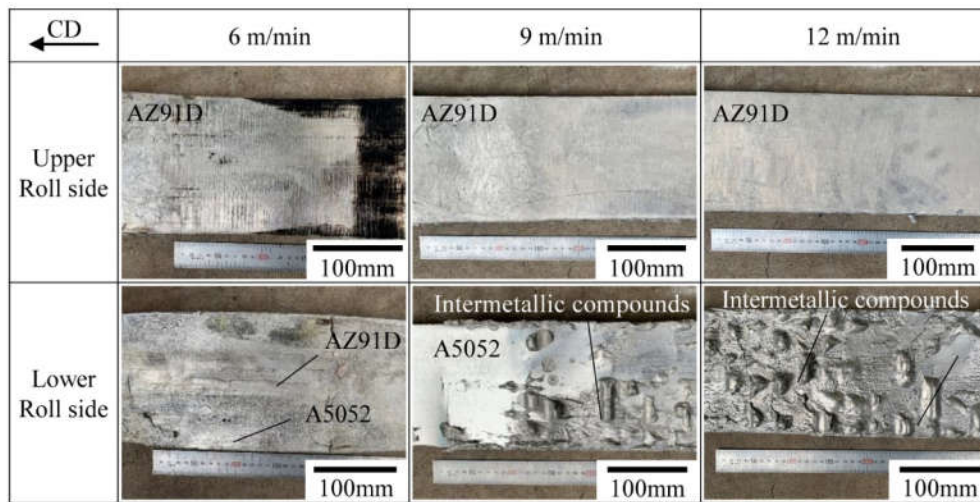 CD
6 m/min
9 m/min
12 m/min
Upper
Roll side
AZ91D
100mm
AZ91D
100mm
AZ91D
100mm
Lower
Roll side
AZ91D
A5052
100mm
Intermetallic compounds
A5052
100mm
Intermetallic compounds
100mm